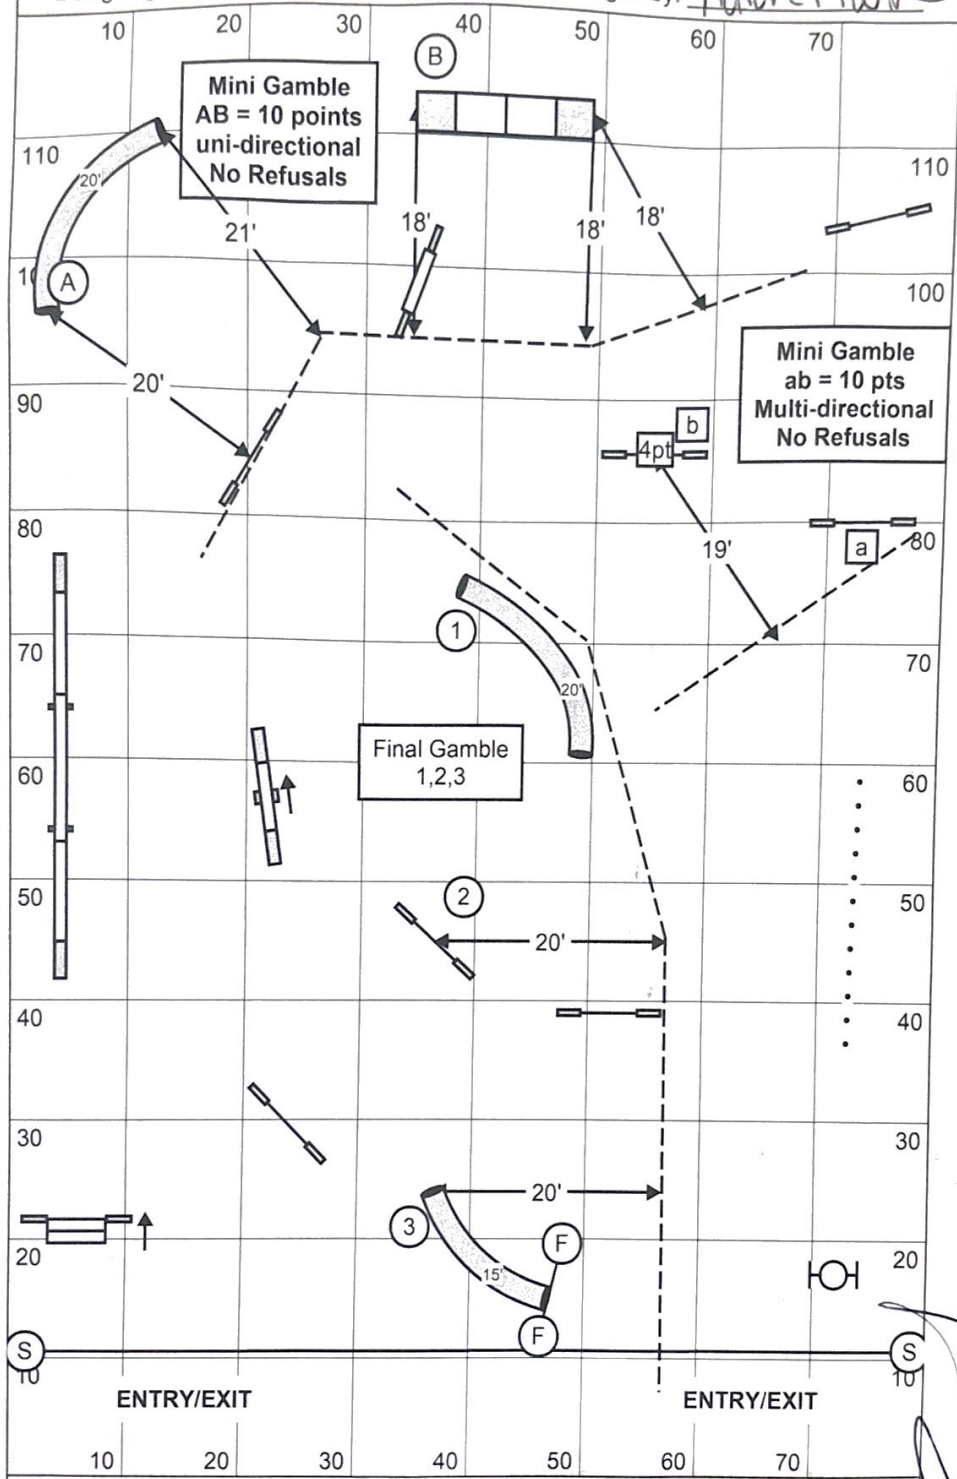 10 20 30 40 50 60 70
B
Mini Gamble
AB = 10 points
uni-directional
No Refusals
110
110
20'
18'
18'
18'
21'
A
100
Mini Gamble
ab = 10 pts
Multi-directional
No Refusals
20'
90
b
4pt
80
19'
a
80
1
70
70
20'
Final Gamble
1,2,3
60
60
50
2
50
20'
40
40
30
30
20'
3
F
20
15'
20
F
S
S
10
10
ENTRY/EXIT
ENTRY/EXIT
10 20 30 40 50 60 70